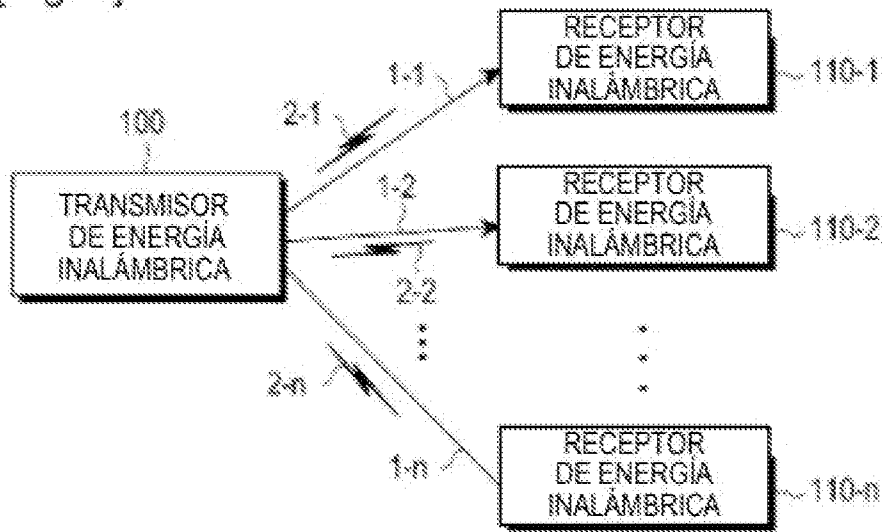 RECEPTOR
DE ENERGÍA
INALÁMBRICA
110-1
1-1
2-1
100
TRANSMISOR
DE ENERGÍA
INALÁMBRICA
1-2
2-2
RECEPTOR
DE ENERGÍA
INALÁMBRICA
110-2
2-n
1-n
RECEPTOR
DE ENERGÍA
INALÁMBRICA
110-n